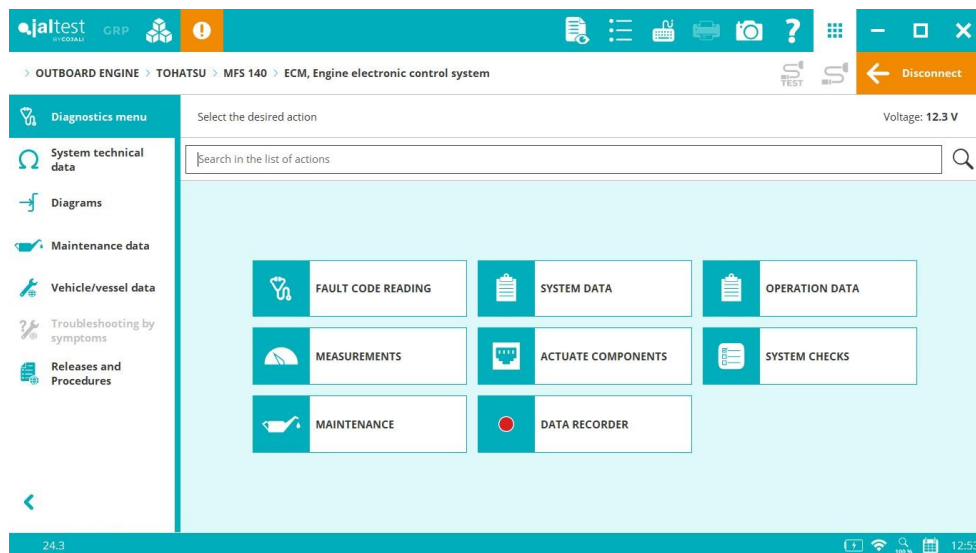 jaltest GRP
BY COJALI
> OUTBOARD ENGINE > TOHATSU > MFS 140 > ECM, Engine electronic control system
TEST
Disconnect
Diagnostics menu
System technical
data
Diagrams
Maintenance data
Vehicle/vessel data
Troubleshooting by
symptoms
Releases and
Procedures
Select the desired action
Voltage: 12.3 V
Search in the list of actions
FAULT CODE READING
SYSTEM DATA
OPERATION DATA
MEASUREMENTS
ACTUATE COMPONENTS
SYSTEM CHECKS
MAINTENANCE
DATA RECORDER
24.3
100 %
12:53